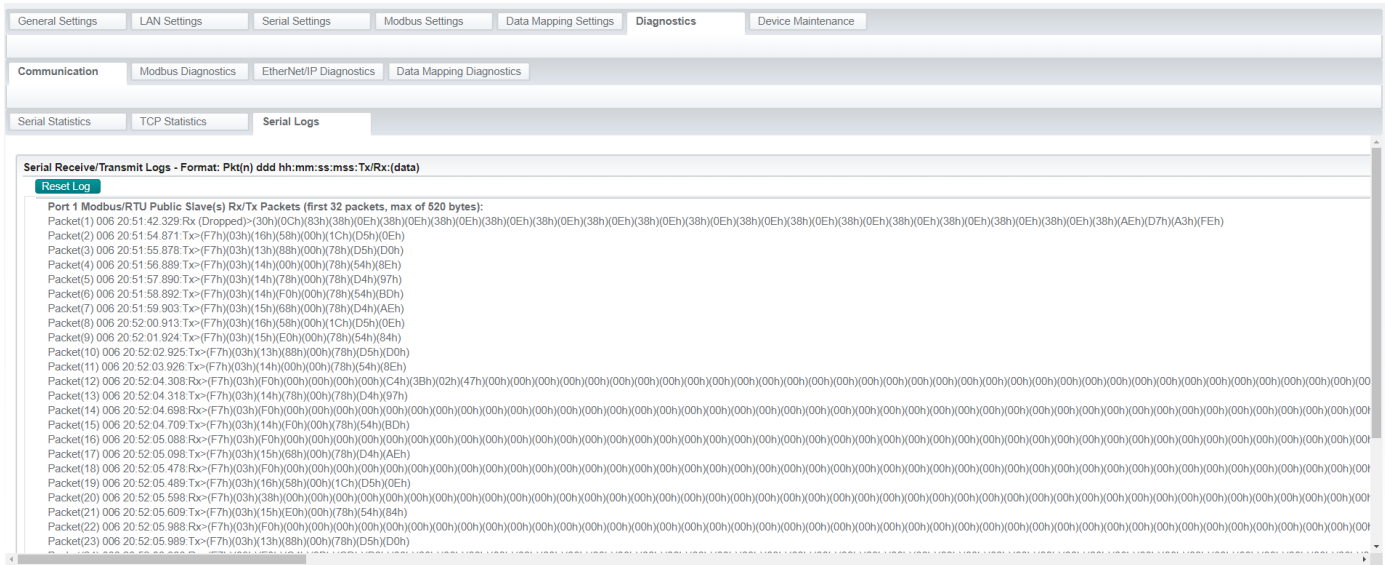 General Settings LAN Settings Serial Settings Modbus Settings Data Mapping Settings Diagnostics Device Maintenance
Communication Modbus Diagnostics EtherNet/IP Diagnostics Data Mapping Diagnostics
Serial Statistics TCP Statistics Serial Logs
Serial Receive/Transmit Logs - Format: Pkt(n) ddd hh:mm:ss:mss:Tx/Rx:(data)
Reset Log
Port 1 Modbus/RTU Public Slave(s) Rx/Tx Packets (first 32 packets, max of 520 bytes):
Packet(1) 006 20:51:42.329:Rx (Dropped)>(30h)(0Ch)(83h)(38h)(0Eh)(38h)(0Eh)(38h)(0Eh)(38h)(0Eh)(38h)(0Eh)(38h)(0Eh)(38h)(0Eh)(38h)(0Eh)(38h)(0Eh)(38h)(0Eh)(38h)(0Eh)(38h)(0Eh)(38h)(0Eh)(38h)(AEh)(D7h)(A3h)(FEh)
Packet(2) 006 20:51:54.871:Tx>(F7h)(03h)(16h)(58h)(00h)(1Ch)(D5h)(0Eh)
Packet(3) 006 20:51:55.878:Tx>(F7h)(03h)(13h)(88h)(00h)(78h)(D5h)(D0h)
Packet(4) 006 20:51:56.889:Tx>(F7h)(03h)(14h)(00h)(00h)(78h)(54h)(8Eh)
Packet(5) 006 20:51:57.890:Tx>(F7h)(03h)(14h)(78h)(00h)(78h)(D4h)(97h)
Packet(6) 006 20:51:58.892:Tx>(F7h)(03h)(14h)(F0h)(00h)(78h)(54h)(BDh)
Packet(7) 006 20:51:59.903:Tx>(F7h)(03h)(15h)(68h)(00h)(78h)(D4h)(AEh)
Packet(8) 006 20:52:00.913:Tx>(F7h)(03h)(16h)(58h)(00h)(1Ch)(D5h)(0Eh)
Packet(9) 006 20:52:01.924:Tx>(F7h)(03h)(15h)(E0h)(00h)(78h)(54h)(84h)
Packet(10) 006 20:52:02.925:Tx>(F7h)(03h)(13h)(88h)(00h)(78h)(D5h)(D0h)
Packet(11) 006 20:52:03.926:Tx>(F7h)(03h)(14h)(00h)(00h)(78h)(54h)(8Eh)
Packet(12) 006 20:52:04.308:Rx>(F7h)(03h)(F0h)(00h)(00h)(00h)(00h)(C4h)(3Bh)(02h)(47h)(00h)(00h)(00h)(00h)(00h)(00h)(00h)(00h)(00h)(00h)(00h)(00h)(00h)(00h)(00h)(00h)(00h)(00h)(00h)(00h)(00h)(00h)(00h)(00h)(00h)(00h)(00h)(00h)(00h)(00h)(00
Packet(13) 006 20:52:04.318:Tx>(F7h)(03h)(14h)(78h)(00h)(78h)(D4h)(97h)
Packet(14) 006 20:52:04.698:Rx>(F7h)(03h)(F0h)(00h)(00h)(00h)(00h)(00h)(00h)(00h)(00h)(00h)(00h)(00h)(00h)(00h)(00h)(00h)(00h)(00h)(00h)(00h)(00h)(00h)(00h)(00h)(00h)(00h)(00h)(00h)(00h)(00h)(00h)(00h)(00h)(00h)(00h)(00h)(00h)(00h)(00h)(00h
Packet(15) 006 20:52:04.709:Tx>(F7h)(03h)(14h)(F0h)(00h)(78h)(54h)(BDh)
Packet(16) 006 20:52:05.088:Rx>(F7h)(03h)(F0h)(00h)(00h)(00h)(00h)(00h)(00h)(00h)(00h)(00h)(00h)(00h)(00h)(00h)(00h)(00h)(00h)(00h)(00h)(00h)(00h)(00h)(00h)(00h)(00h)(00h)(00h)(00h)(00h)(00h)(00h)(00h)(00h)(00h)(00h)(00h)(00h)(00h)(00h)(00h
Packet(17) 006 20:52:05.098:Tx>(F7h)(03h)(15h)(68h)(00h)(78h)(D4h)(AEh)
Packet(18) 006 20:52:05.478:Rx>(F7h)(03h)(F0h)(00h)(00h)(00h)(00h)(00h)(00h)(00h)(00h)(00h)(00h)(00h)(00h)(00h)(00h)(00h)(00h)(00h)(00h)(00h)(00h)(00h)(00h)(00h)(00h)(00h)(00h)(00h)(00h)(00h)(00h)(00h)(00h)(00h)(00h)(00h)(00h)(00h)(00h)(00h
Packet(19) 006 20:52:05.489:Tx>(F7h)(03h)(16h)(58h)(00h)(1Ch)(D5h)(0Eh)
Packet(20) 006 20:52:05.598:Rx>(F7h)(03h)(38h)(00h)(00h)(00h)(00h)(00h)(00h)(00h)(00h)(00h)(00h)(00h)(00h)(00h)(00h)(00h)(00h)(00h)(00h)(00h)(00h)(00h)(00h)(00h)(00h)(00h)(00h)(00h)(00h)(00h)(00h)(00h)(00h)(00h)(00h)(00h)(00h)(00h)(00h)(00h
Packet(21) 006 20:52:05.609:Tx>(F7h)(03h)(15h)(E0h)(00h)(78h)(54h)(84h)
Packet(22) 006 20:52:05.988:Rx>(F7h)(03h)(F0h)(00h)(00h)(00h)(00h)(00h)(00h)(00h)(00h)(00h)(00h)(00h)(00h)(00h)(00h)(00h)(00h)(00h)(00h)(00h)(00h)(00h)(00h)(00h)(00h)(00h)(00h)(00h)(00h)(00h)(00h)(00h)(00h)(00h)(00h)(00h)(00h)(00h)(00h)(00h
Packet(23) 006 20:52:05.989:Tx>(F7h)(03h)(13h)(88h)(00h)(78h)(D5h)(D0h)